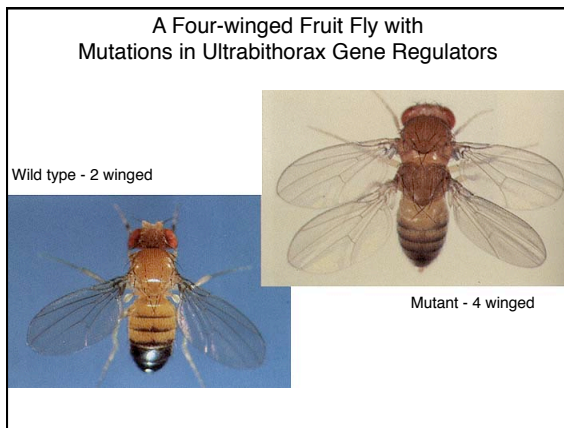 A Four-winged Fruit Fly with
Mutations in Ultrabithorax Gene Regulators
Wild type - 2 winged
Mutant - 4 winged